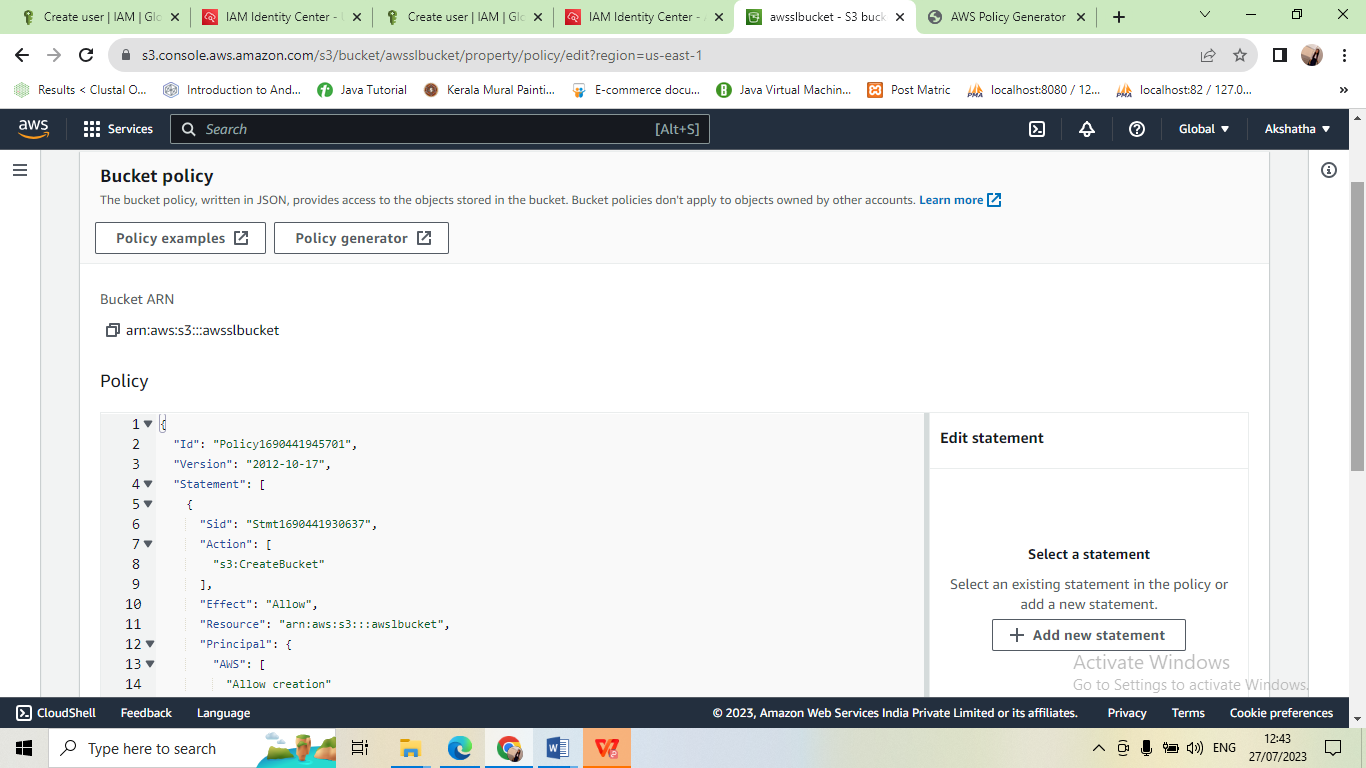 Create user | IAM | Glo
IAM Identity Center -
Create user | IAM | Glo
IAM Identity Center -
awsslbucket - S3 buck
AWS Policy Generator
s3.console.aws.amazon.com/s3/bucket/awsslbucket/property/policy/edit?region=us-east-1
Results < Clustal O...
Introduction to And...
Java Tutorial
Kerala Mural Painti...
E-commerce docu...
Java Virtual Machin...
Post Matric
localhost:8080 / 12...
localhost:82 / 127.0...
»
aws
Services
Search
[Alt+S]
Global
Akshatha
Bucket policy
The bucket policy, written in JSON, provides access to the objects stored in the bucket. Bucket policies don't apply to objects owned by other accounts. Learn more
Policy examples
Policy generator
Bucket ARN
arn:aws:s3:::awsslbucket
Policy
1 {
2 "Id": "Policy1690441945701",
3 "Version": "2012-10-17",
4 "Statement": [
5 {
6 "Sid": "Stmt1690441930637",
7 "Action": [
8 "s3:CreateBucket"
9 ],
10 "Effect": "Allow",
11 "Resource": "arn:aws:s3:::awslbucket",
12 "Principal": {
13 "AWS": [
14 "Allow creation"
Edit statement
Select a statement
Select an existing statement in the policy or
add a new statement.
+ Add new statement
Activate Windows
Go to Settings to activate Windows.
CloudShell
Feedback
Language
© 2023, Amazon Web Services India Private Limited or its affiliates.
Privacy
Terms
Cookie preferences
Type here to search
ENG
12:43
27/07/2023